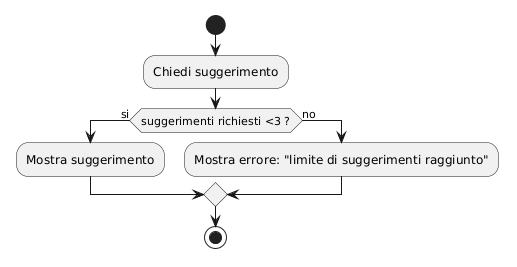 Chiedi suggerimento
si
suggerimenti richiesti <3 ?
no
Mostra suggerimento
Mostra errore: "limite di suggerimenti raggiunto"